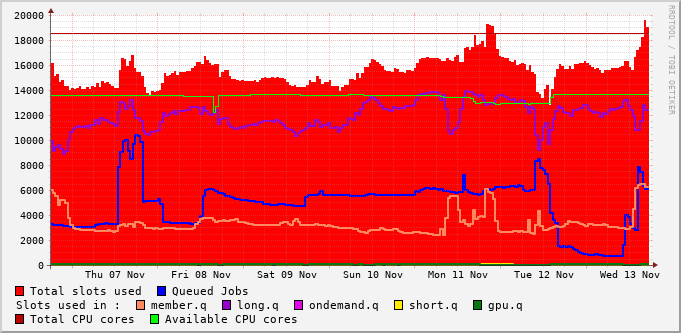 20000
18000
16000
14000
12000
10000
8000
6000
4000
2000
0
Thu 07 Nov Fri 08 Nov Sat 09 Nov Sun 10 Nov Mon 11 Nov Tue 12 Nov Wed 13 Nov
RRDTOOL / TOBI OETIKER
Total slots used Queued Jobs
Slots used in : member.q long.q ondemand.q short.q gpu.q
Total CPU cores Available CPU cores